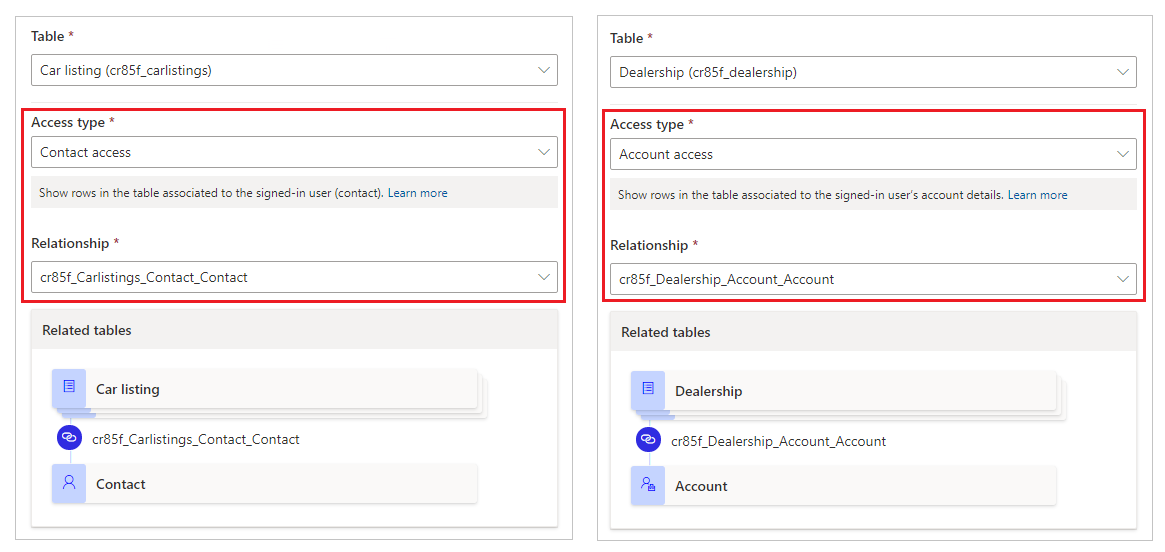 Table *
Car listing (cr85f_carlistings)
Access type *
Contact access
Show rows in the table associated to the signed-in user (contact). Learn more
Relationship *
cr85f_Carlistings_Contact_Contact
Related tables
Car listing
cr85f_Carlistings_Contact_Contact
Contact
Table *
Dealership (cr85f_dealership)
Access type *
Account access
Show rows in the table associated to the signed-in user's account details. Learn more
Relationship *
cr85f_Dealership_Account_Account
Related tables
Dealership
cr85f_Dealership_Account_Account
Account